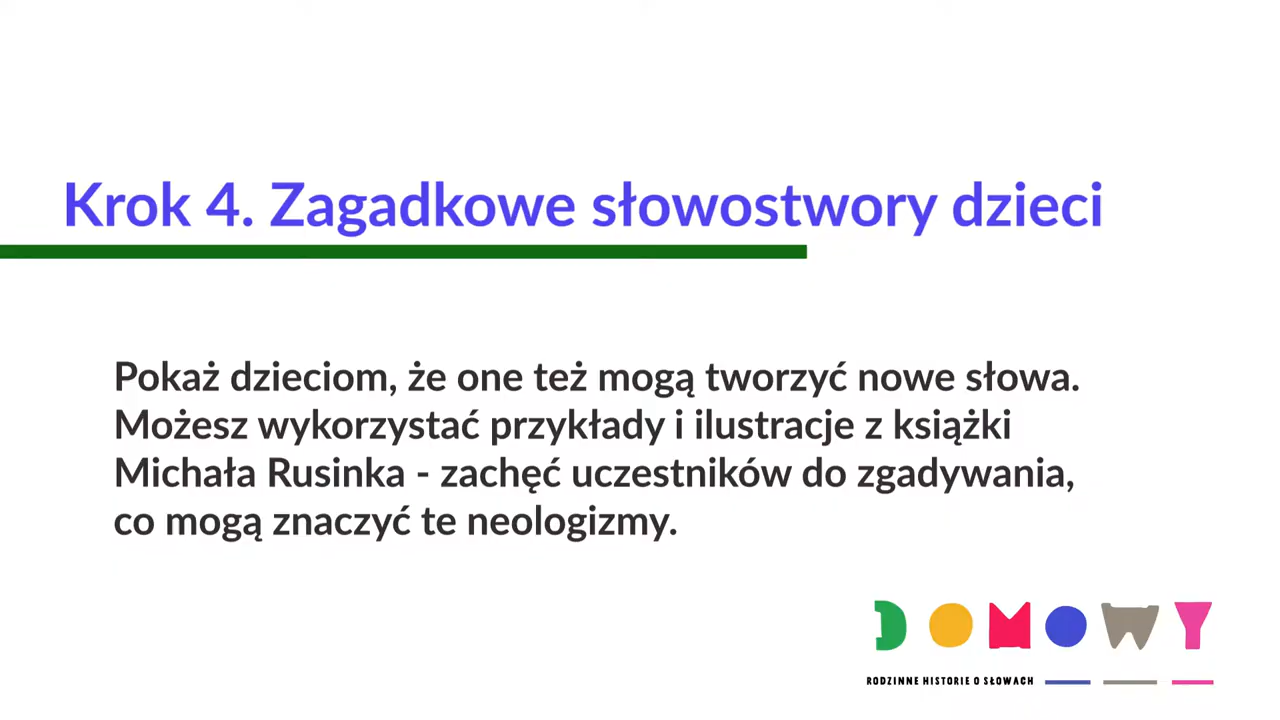 Krok 4. Zagadkowe słowostwory dzieci
Pokaż dzieciom, że one też mogą tworzyć nowe słowa.
Możesz wykorzystać przykłady i ilustracje z książki
Michała Rusinka - zachęć uczestników do zgadywania,
co mogą znaczyć te neologizmy.
DOMOWY
RODZINNE HISTORIE O SŁOWACH